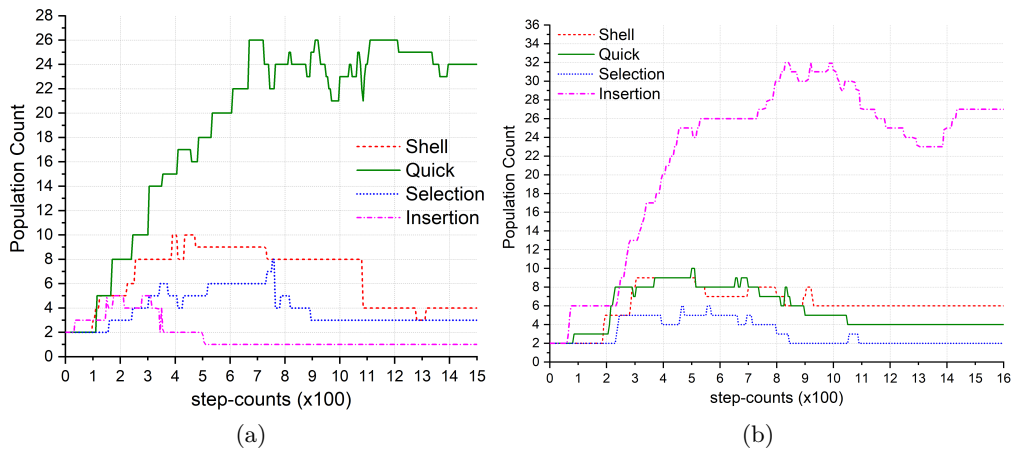 28
26
24
22
20
18
16
14
12
10
8
6
4
2
0
Population Count
Shell
Quick
Selection
Insertion
0 1 2 3 4 5 6 7 8 9 10 11 12 13 14 15
step-counts (x100)
(a)
36
34
32
30
28
26
24
22
20
18
16
14
12
10
8
6
4
2
0
Population Count
Shell
Quick
Selection
Insertion
0 1 2 3 4 5 6 7 8 9 10 11 12 13 14 15 16
step-counts (x100)
(b)